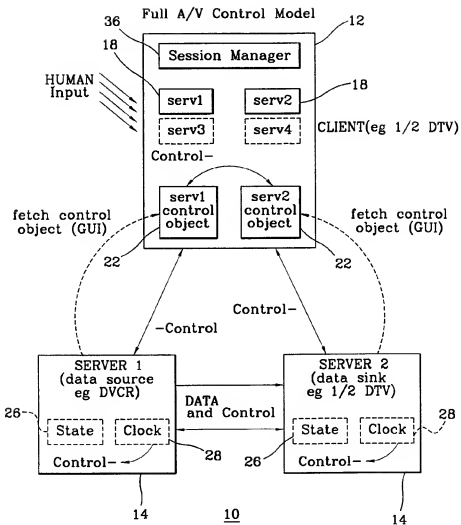 Full A/V Control Model
36
12
Session Manager
18
18
HUMAN
Input
serv1
serv2
serv3
serv4
CLIENT(eg 1/2 DTV)
Control-
serv1
control
object
serv2
control
object
fetch control
object (GUI)
fetch control
object (GUI)
22
22
Control-
-Control
SERVER 1
(data source
eg DVCR)
SERVER 2
(data sink
eg 1/2 DTV)
DATA
and Control
26
State
Clock
28
Control-
26
State
Clock
28
Control-
14
10
14